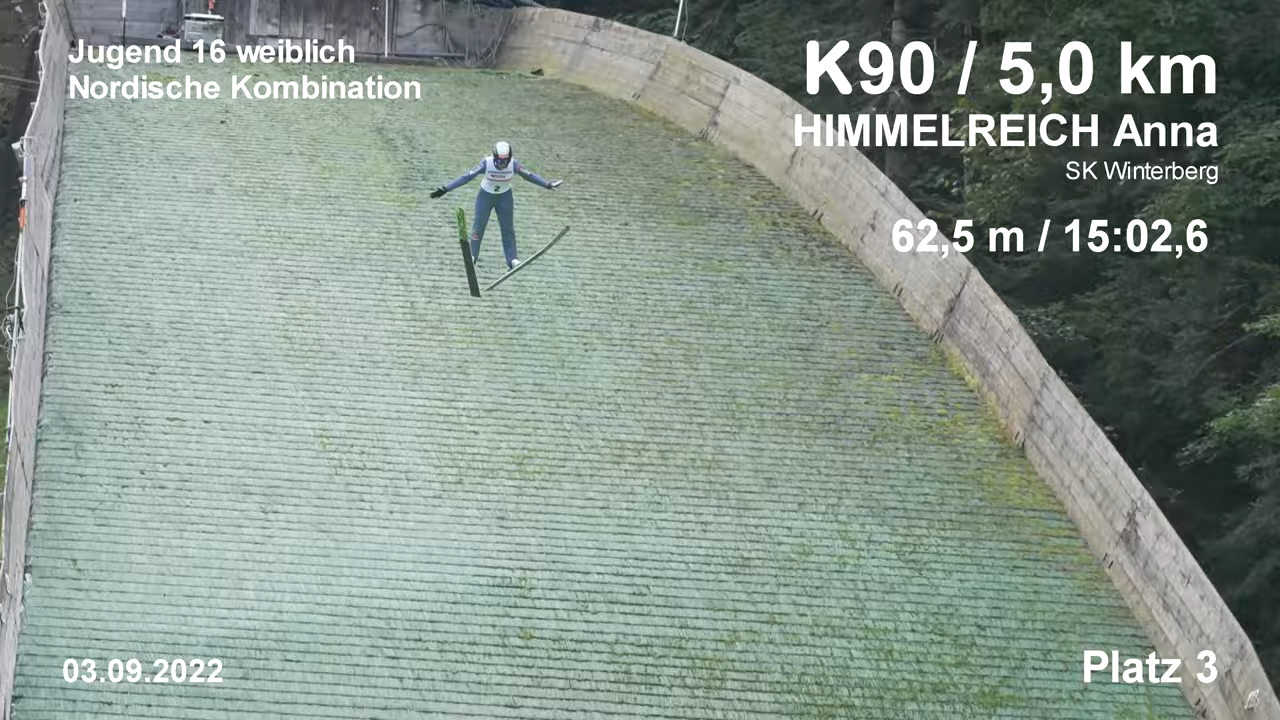 Jugend 16 weiblich
Nordische Kombination
K90 / 5,0 km
HIMMELREICH Anna
SK Winterberg
62,5 m / 15:02,6
2
03.09.2022
Platz 3